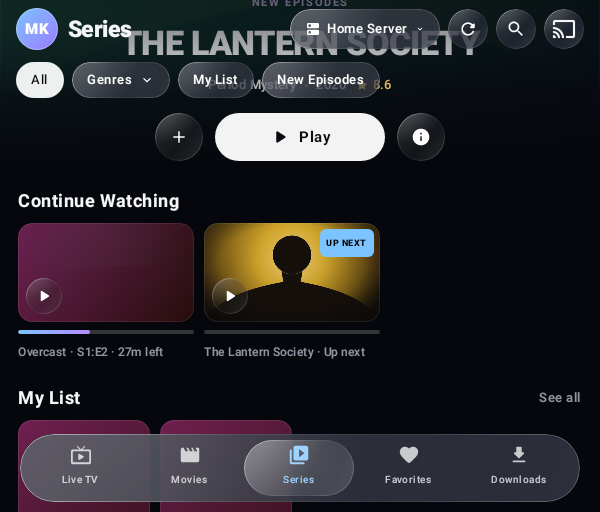 NEW EPISODES
MK
Series
THE LANTERN SOCIETY
Home Server
All
Genres
My List
New Episodes
Period Mystery · 2020 ★ 8.6
Play
Continue Watching
UP NEXT
Overcast · S1:E2 · 27m left
The Lantern Society · Up next
My List
See all
Live TV
Movies
Series
Favorites
Downloads